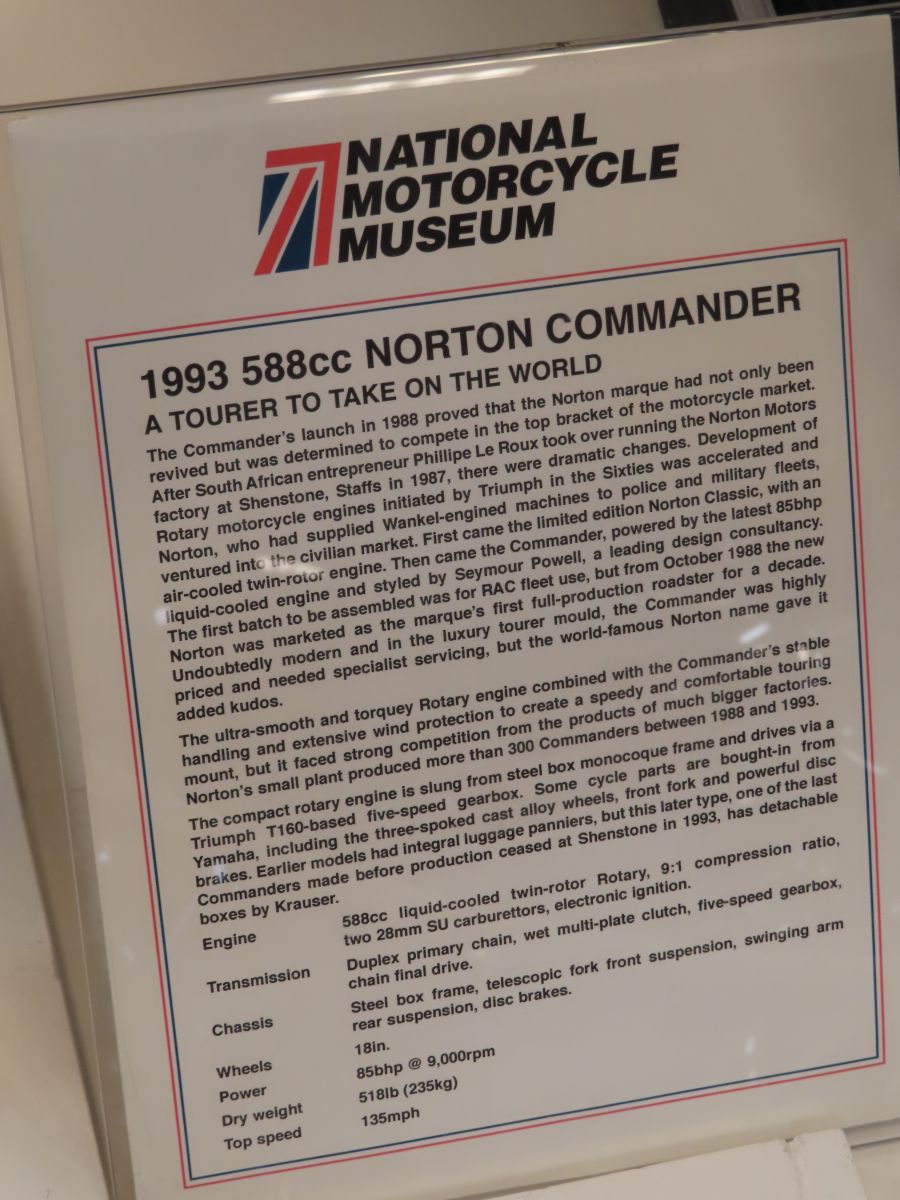 NATIONAL
MOTORCYCLE
MUSEUM
1993 588cc NORTON COMMANDER
A TOURER TO TAKE ON THE WORLD
The Commander's launch in 1988 proved that the Norton marque had not only been
revived but was determined to compete in the top bracket of the motorcycle market.
After South African entrepreneur Phillipe Le Roux took over running the Norton Motors
factory at Shenstone, Staffs in 1987, there were dramatic changes. Development of
Rotary motorcycle engines initiated by Triumph in the Sixties was accelerated and
Norton, who had supplied Wankel-engined machines to police and military fleets,
ventured into the civilian market. First came the limited edition Norton Classic, with an
air-cooled twin-rotor engine. Then came the Commander, powered by the latest 85bhp
liquid-cooled engine and styled by Seymour Powell, a leading design consultancy.
The first batch to be assembled was for RAC fleet use, but from October 1988 the new
Norton was marketed as the marque's first full-production roadster for a decade.
Undoubtedly modern and in the luxury tourer mould, the Commander was highly
priced and needed specialist servicing, but the world-famous Norton name gave it
added kudos.
The ultra-smooth and torquey Rotary engine combined with the Commander's stable
handling and extensive wind protection to create a speedy and comfortable touring
mount, but it faced strong competition from the products of much bigger factories.
Norton's small plant produced more than 300 Commanders between 1988 and 1993.
The compact rotary engine is slung from steel box monocoque frame and drives via a
Triumph T160-based five-speed gearbox. Some cycle parts are bought-in from
Yamaha, including the three-spoked cast alloy wheels, front fork and powerful disc
brakes. Earlier models had integral luggage panniers, but this later type, one of the last
Commanders made before production ceased at Shenstone in 1993, has detachable
boxes by Krauser.
Engine 588cc liquid-cooled twin-rotor Rotary, 9:1 compression ratio,
two 28mm SU carburettors, electronic ignition.
Transmission Duplex primary chain, wet multi-plate clutch, five-speed gearbox,
chain final drive.
Chassis Steel box frame, telescopic fork front suspension, swinging arm
rear suspension, disc brakes.
Wheels 18in.
Power 85bhp @ 9,000rpm
Dry weight 518lb (235kg)
Top speed 135mph